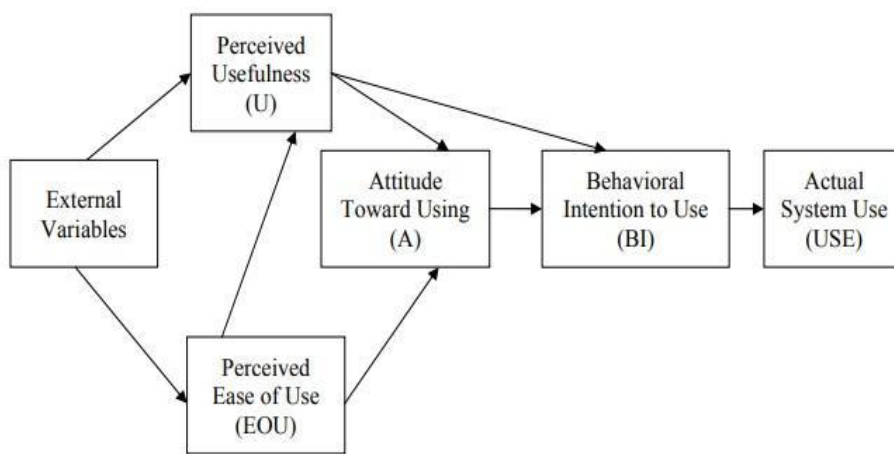 Perceived
Usefulness
(U)
External
Variables
Attitude
Toward Using
(A)
Behavioral
Intention to Use
(BI)
Actual
System Use
(USE)
Perceived
Ease of Use
(EOU)